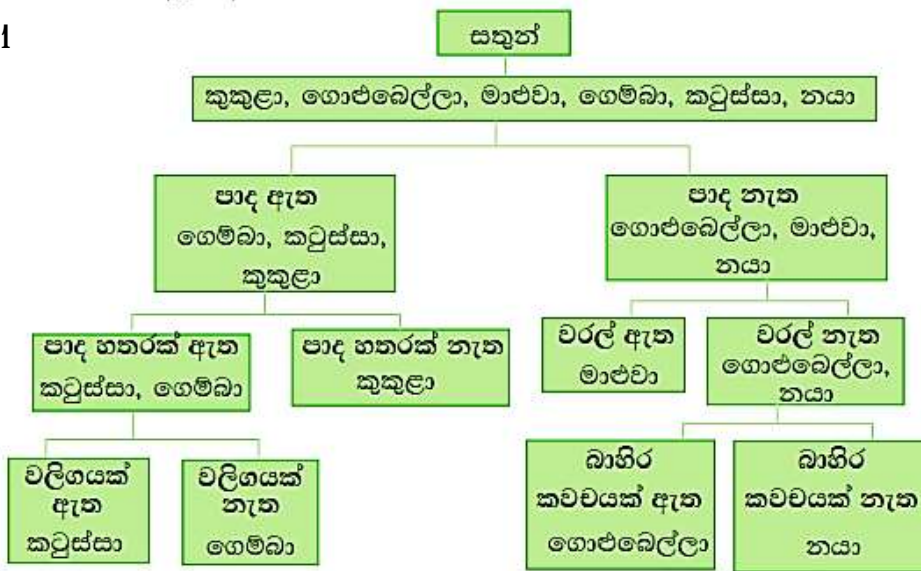 1
සතුන්
කුකුළා, ගොළුබෙල්ලා, මාළුවා, ගෙම්බා, කටුස්සා, නයා
පාද ඇත
ගෙම්බා, කටුස්සා,
කුකුළා
පාද නැත
ගොළුබෙල්ලා, මාළුවා,
නයා
පාද හතරක් ඇත
කටුස්සා, ගෙම්බා
පාද හතරක් නැත
කුකුළා
වරල් ඇත
මාළුවා
වරල් නැත
ගොළුබෙල්ලා,
නයා
වලිගයක්
ඇත
කටුස්සා
වලිගයක්
නැත
ගෙම්බා
බාහිර
කවචයක් ඇත
ගොළුබෙල්ලා
බාහිර
කවචයක් නැත
නයා